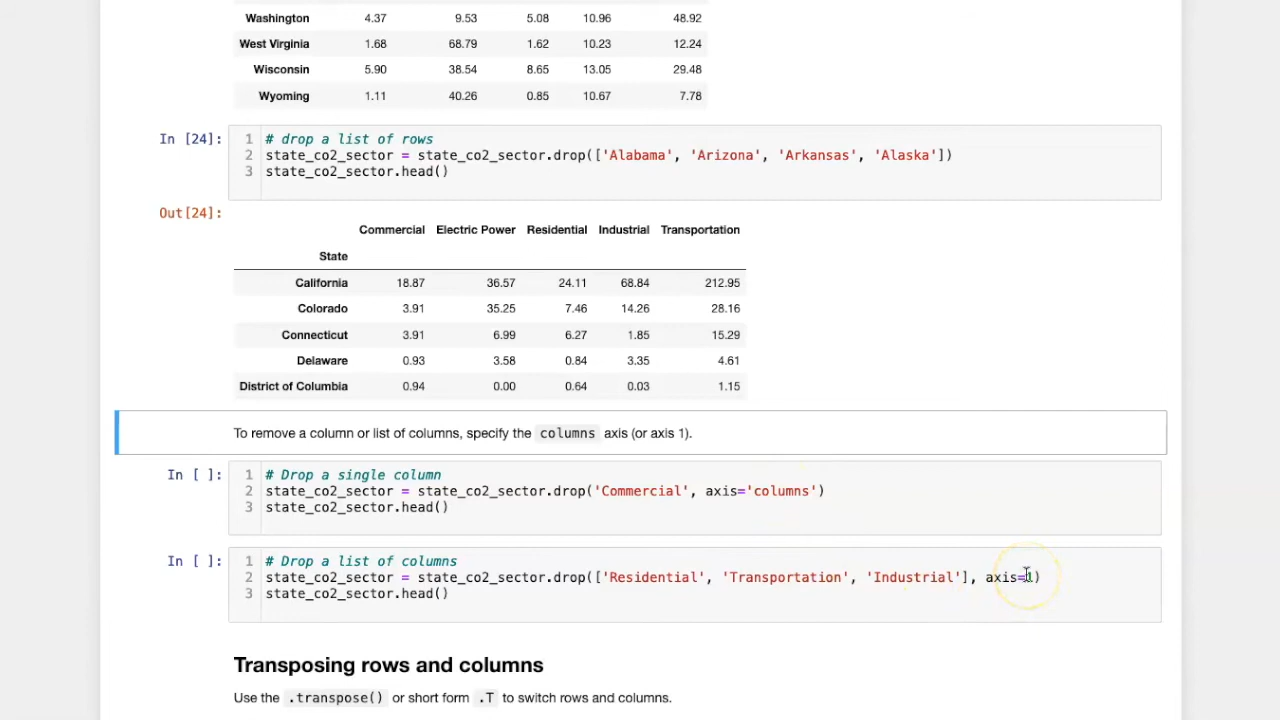 Washington 4.37 9.53 5.08 10.96 48.92
West Virginia 1.68 68.79 1.62 10.23 12.24
Wisconsin 5.90 38.54 8.65 13.05 29.48
Wyoming 1.11 40.26 0.85 10.67 7.78
In [24]:
1 # drop a list of rows
2 state_co2_sector = state_co2_sector.drop(['Alabama', 'Arizona', 'Arkansas', 'Alaska'])
3 state_co2_sector.head()
Out[24]:
Commercial Electric Power Residential Industrial Transportation
State
California 18.87 36.57 24.11 68.84 212.95
Colorado 3.91 35.25 7.46 14.26 28.16
Connecticut 3.91 6.99 6.27 1.85 15.29
Delaware 0.93 3.58 0.84 3.35 4.61
District of Columbia 0.94 0.00 0.64 0.03 1.15
To remove a column or list of columns, specify the columns axis (or axis 1).
In [ ]:
1 # Drop a single column
2 state_co2_sector = state_co2_sector.drop('Commercial', axis='columns')
3 state_co2_sector.head()
In [ ]:
1 # Drop a list of columns
2 state_co2_sector = state_co2_sector.drop(['Residential', 'Transportation', 'Industrial'], axis=1)
3 state_co2_sector.head()
Transposing rows and columns
Use the .transpose() or short form .T to switch rows and columns.